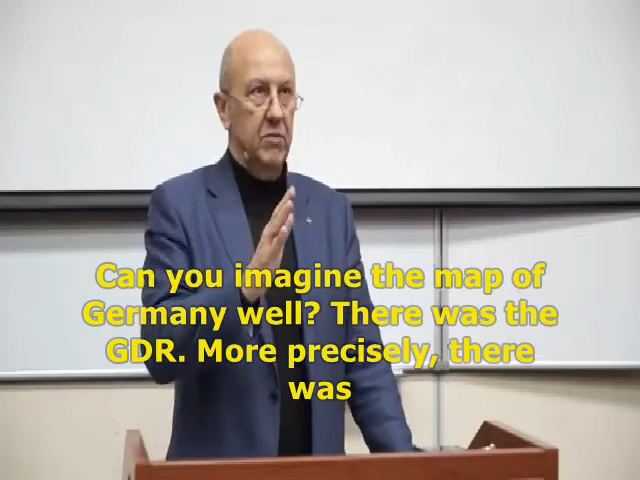 Can you imagine the map of
Germany well? There was the
GDR. More precisely, there
was